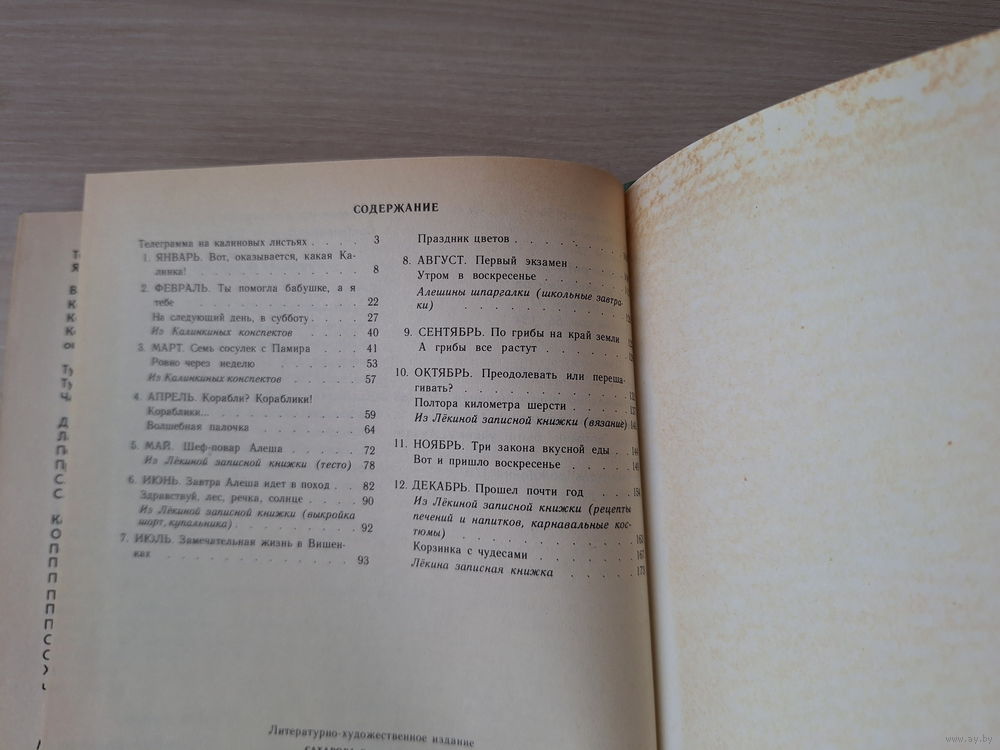 СОДЕРЖАНИЕ
Телеграмма на калиновых листьях . . . . 3
1. ЯНВАРЬ. Вот, оказывается, какая Ка-
линка! . . . . . . . . . . . 8
2. ФЕВРАЛЬ. Ты помогла бабушке, а я
тебе . . . . . . . . . . . 22
На следующий день, в субботу . . . . 27
Из Калинкиных конспектов . . . . 40
3. МАРТ. Семь сосулек с Памира . . . . 41
Ровно через неделю . . . . . . 53
Из Калинкиных конспектов . . . . 57
4. АПРЕЛЬ. Корабли? Кораблики!
Кораблики... . . . . . . . . . 59
Волшебная палочка . . . . . . 64
5. МАЙ. Шеф-повар Алеша . . . . . 72
Из Лёкиной записной книжки (тесто) 78
6. ИЮНЬ. Завтра Алеша идет в поход . . 82
Здравствуй, лес, речка, солнце . . . . 90
Из Лёкиной записной книжки (выкройка
шорт, купальника) . . . . . . . 92
7. ИЮЛЬ. Замечательная жизнь в Вишен-
ках . . . . . . . . . . . 93
Праздник цветов . . . . . . .
8. АВГУСТ. Первый экзамен . . . .
Утром в воскресенье . . . . . .
Алешины шпаргалки (школьные завтра-
ки) . . . . . . . . . .
9. СЕНТЯБРЬ. По грибы на край земли
А грибы все растут . . . . . .
10. ОКТЯБРЬ. Преодолевать или переша-
гивать? . . . . . . . . . .
Полтора километра шерсти . . . .
Из Лёкиной записной книжки (вязание)
11. НОЯБРЬ. Три закона вкусной еды . .
Вот и пришло воскресенье . . . .
12. ДЕКАБРЬ. Прошел почти год . . . 154
Из Лёкиной записной книжки (рецепты
печений и напитков, карнавальные кос-
тюмы) . . . . . . . . . .
Корзинка с чудесами . . . . . . 167
Лёкина записная книжка . . . . . 173
Литературно-художественное издание
www.ay.by